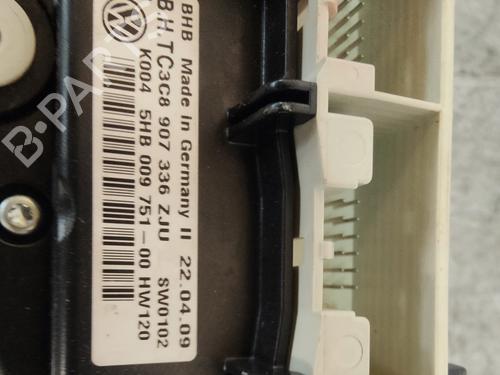 BHB Made in Germany II 22.04.09
B.H.TC3C8 907 336 ZJU SW0102
K004 5HB 009 751-00 HW120
B-PARTS